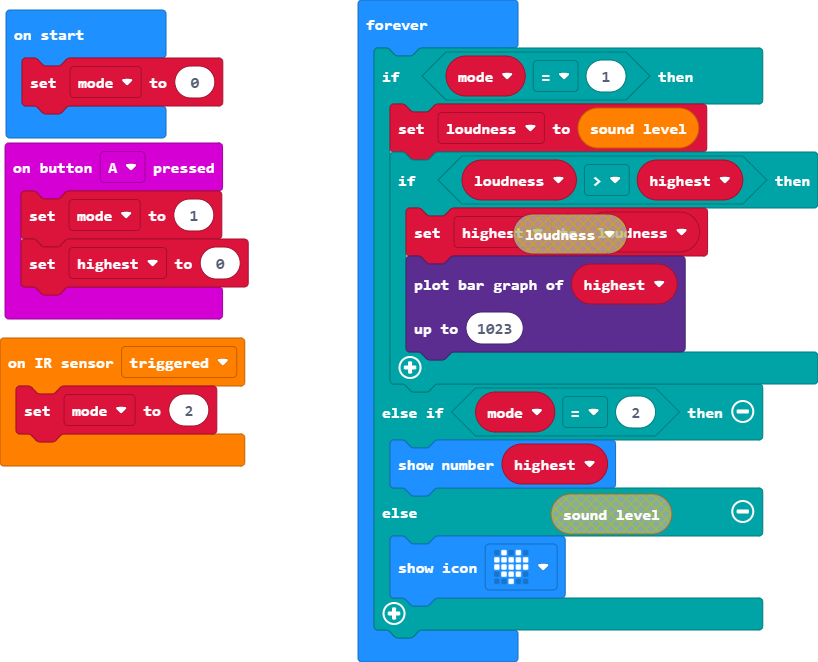 on start
set mode to 0
on button A pressed
set mode to 1
set highest to 0
on IR sensor triggered
set mode to 2
forever
if mode = 1 then
set loudness to sound level
if loudness > highest then
set highest
loudness
plot bar graph of highest
up to 1023
else if mode = 2 then
show number highest
else
sound level
show icon